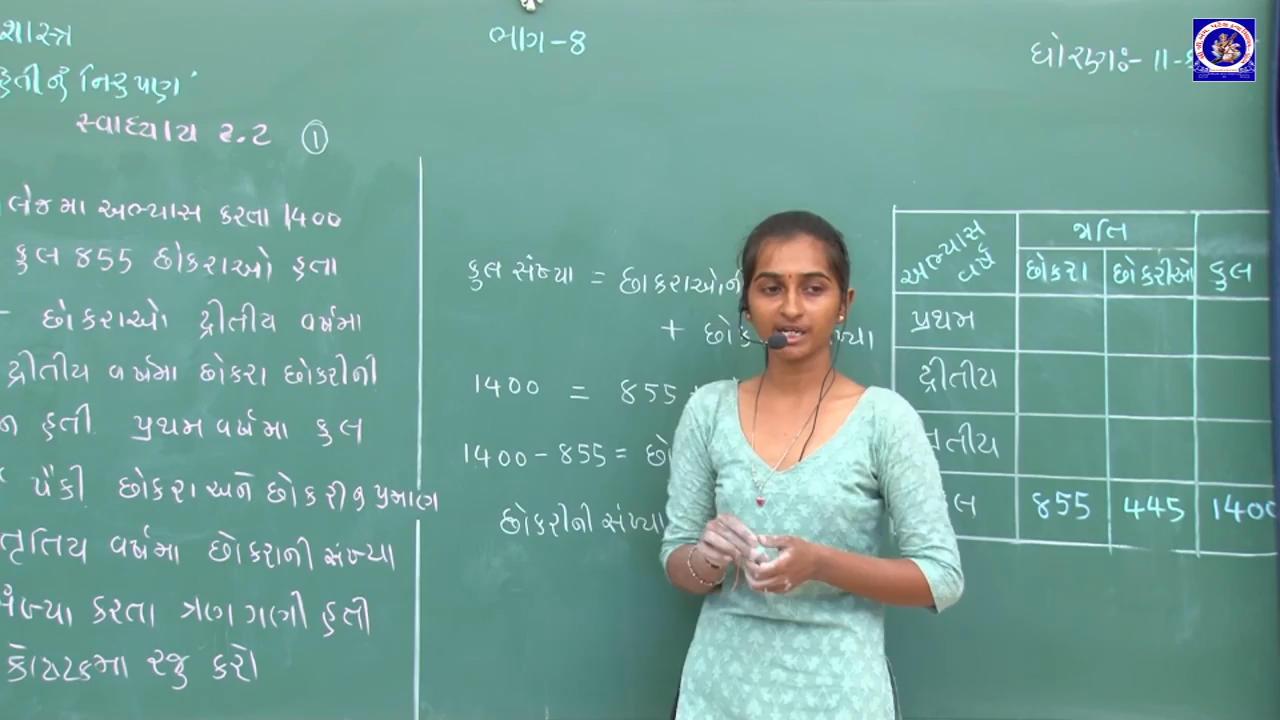 શાસ્ત્ર
ભાગ-8
ધોરણઃ- 11-
નિરુપણ
સ્વાધ્યાય ૨.૨ ①
મા અભ્યાસ કરતા 1400
કુલ 855 છોકરાઓ હતા
છોકરાઓ દ્રીતીય વર્ષમા
દ્રીતીય વર્ષમા છોકરા છોકરીની
હતી પ્રથમ વર્ષમા કુલ
પૈકી છોકરા અને છોકરીનુ પ્રમાણ
તૃતિય વર્ષમા છોકરાની સંખ્યા
કરતા ત્રણ ગણી હતી
રજુ કરો
કુલ સંખ્યા = છોકરાઓની
+
1400 = 855
1400 - 855 =
છોકરીની સંખ્યા
અભ્યાસ વર્ષ જાતિ
છોકરા છોકરીઓ કુલ
પ્રથમ
દ્રીતીય
855 445 1400